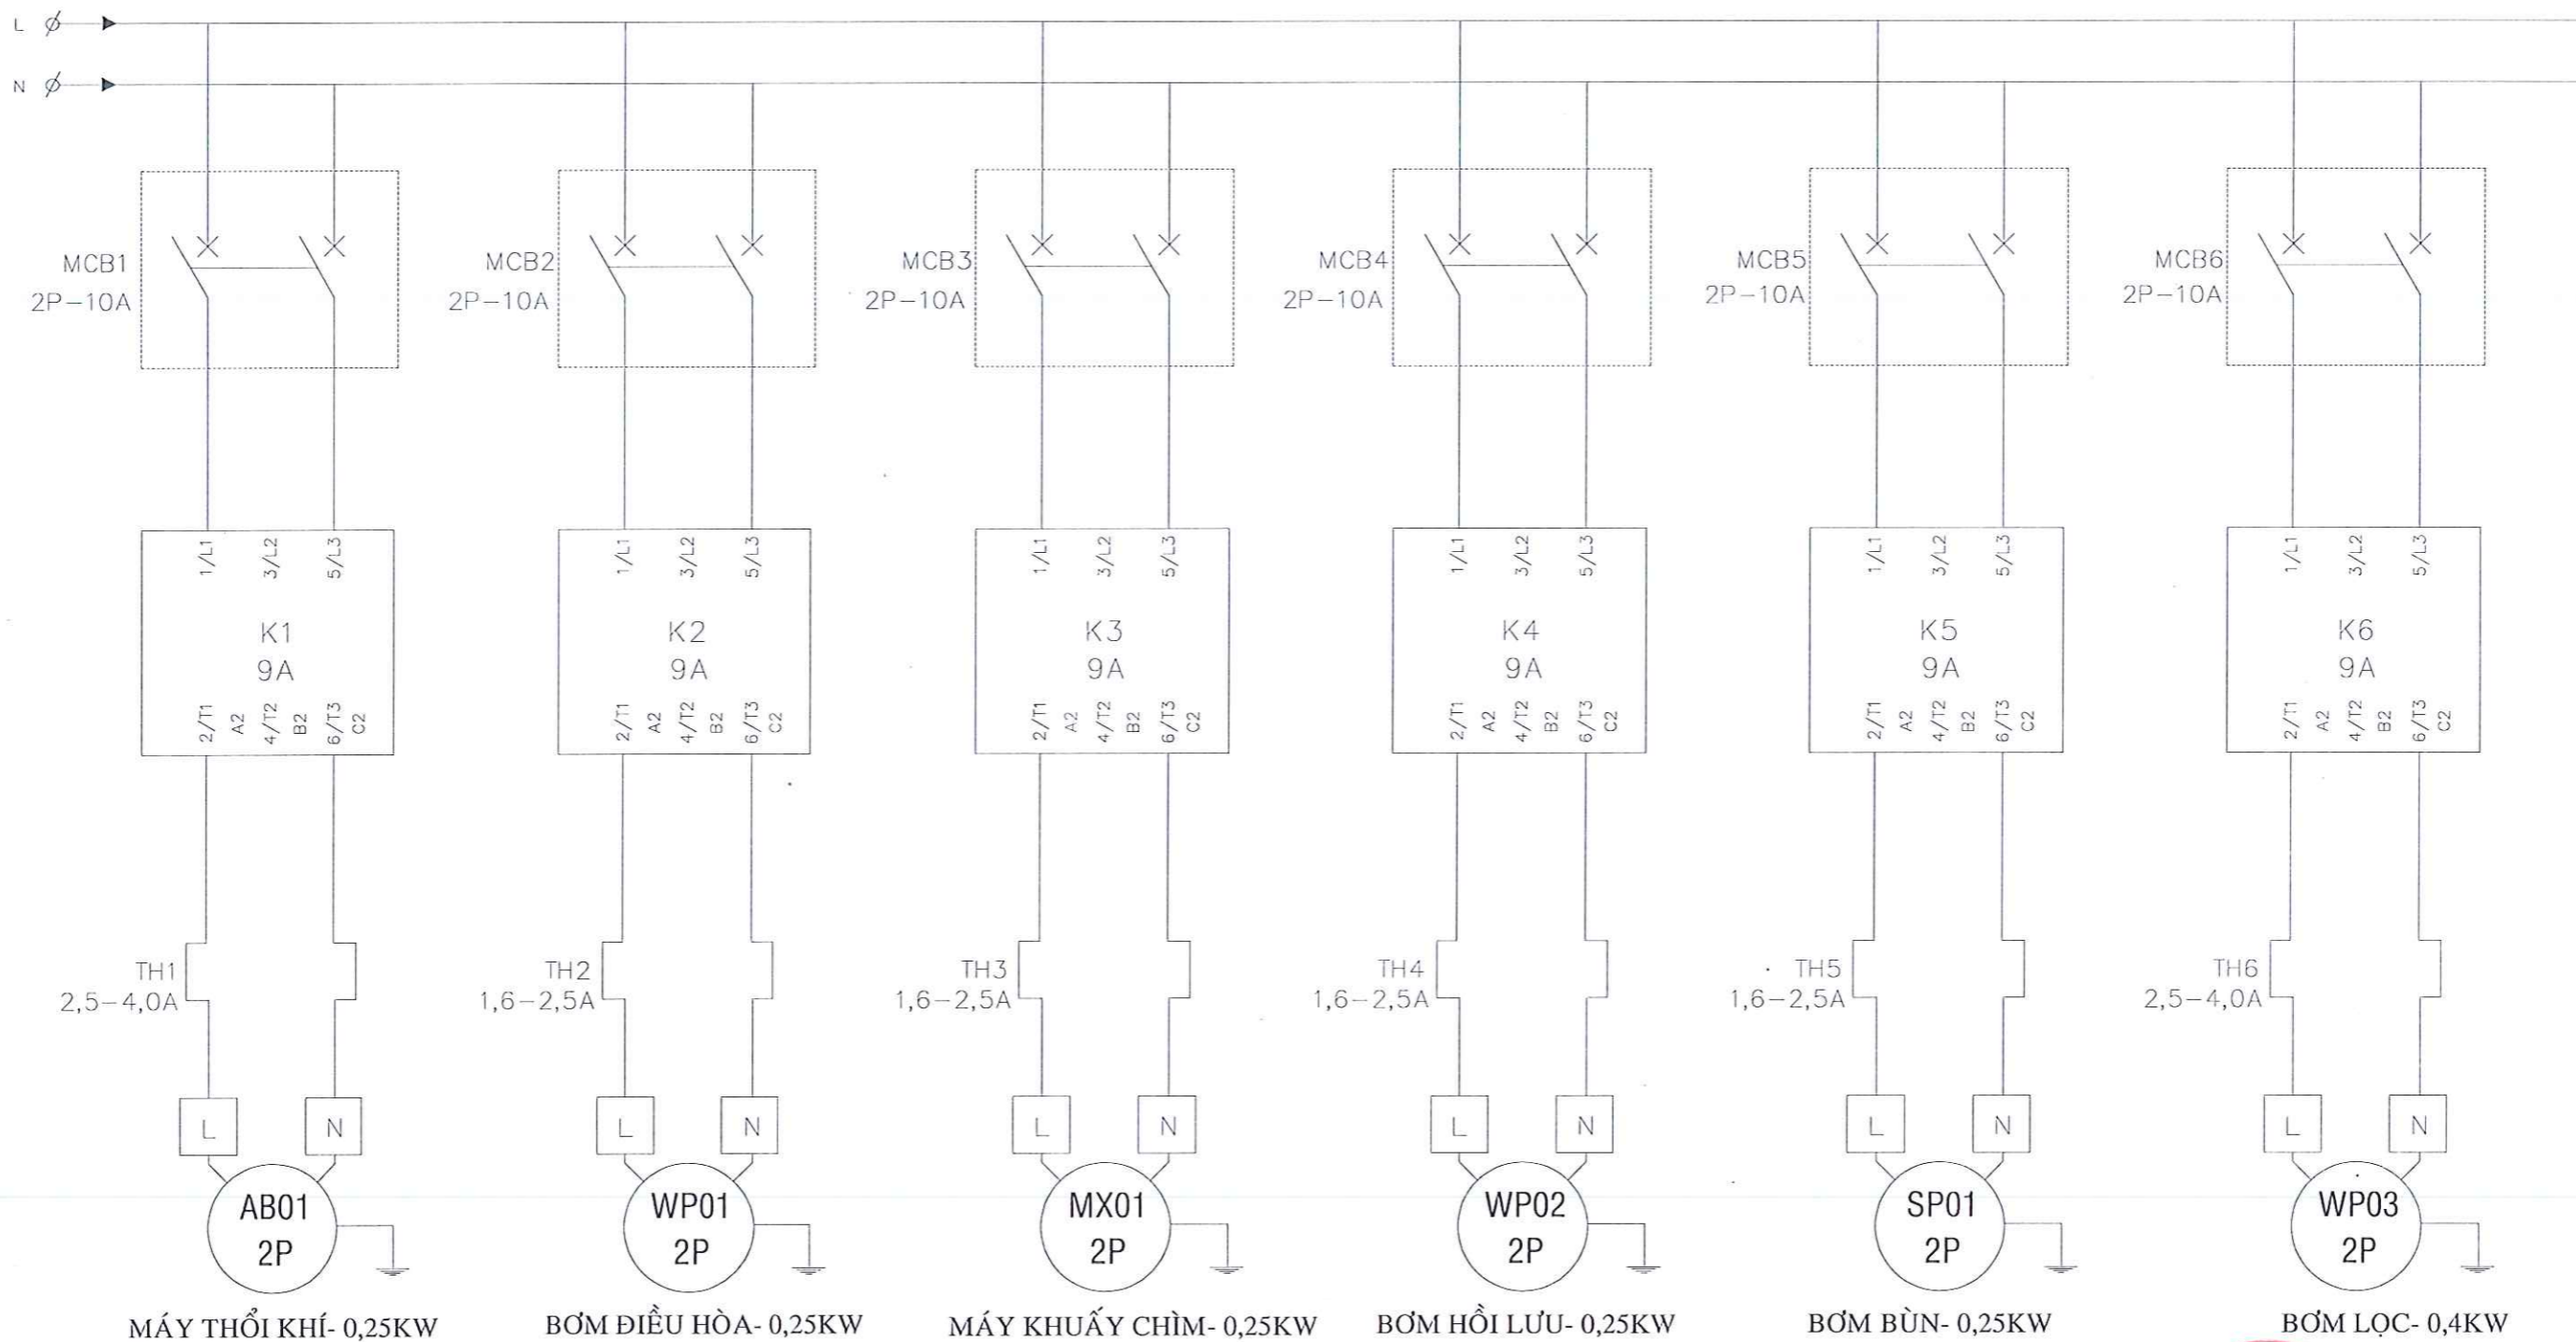 L
N
MCB1
2P-10A
MCB2
2P-10A
MCB3
2P-10A
MCB4
2P-10A
MCB5
2P-10A
MCB6
2P-10A
1/L1 3/L2 5/L3
K1
9A
2/T1 A2 4/T2 B2 6/T3 C2
1/L1 3/L2 5/L3
K2
9A
2/T1 A2 4/T2 B2 6/T3 C2
1/L1 3/L2 5/L3
K3
9A
2/T1 A2 4/T2 B2 6/T3 C2
1/L1 3/L2 5/L3
K4
9A
2/T1 A2 4/T2 B2 6/T3 C2
1/L1 3/L2 5/L3
K5
9A
2/T1 A2 4/T2 B2 6/T3 C2
1/L1 3/L2 5/L3
K6
9A
2/T1 A2 4/T2 B2 6/T3 C2
TH1
2,5-4,0A
TH2
1,6-2,5A
TH3
1,6-2,5A
TH4
1,6-2,5A
TH5
1,6-2,5A
TH6
2,5-4,0A
L N
L N
L N
L N
L N
L N
AB01
2P
WP01
2P
MX01
2P
WP02
2P
SP01
2P
WP03
2P
MÁY THỔI KHÍ- 0,25KW
BƠM ĐIỀU HÒA- 0,25KW
MÁY KHUẤY CHÌM- 0,25KW
BƠM HỒI LƯU- 0,25KW
BƠM BÙN- 0,25KW
BƠM LỌC- 0,4KW